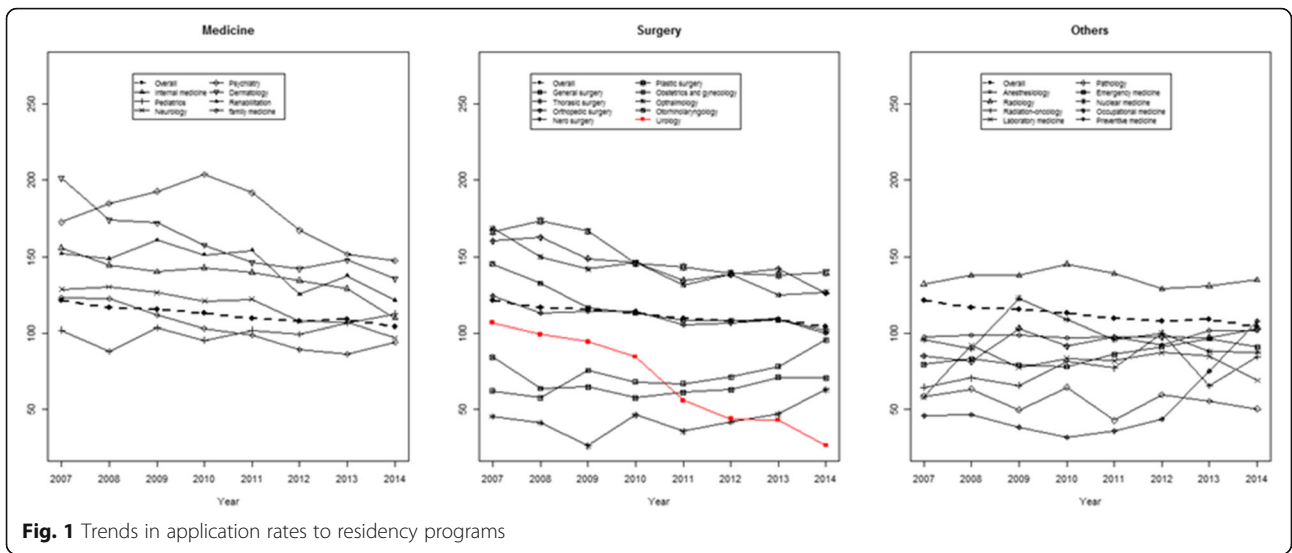 Medicine
Overall
Internal medicine
Pediatrics
Neurology
Psychiatry
Dermatology
Rehabilitation
family medicine
250
200
150
100
50
2007 2008 2009 2010 2011 2012 2013 2014
Year
Surgery
Overall
General surgery
Thorasic surgery
Orthopedic surgery
Nero surgery
Plastic surgery
Obstetrics and gynecology
Opthalmology
Otorhinolaryngology
Urology
250
200
150
100
50
2007 2008 2009 2010 2011 2012 2013 2014
Year
Others
Overall
Anesthesiology
Radiology
Radiation-oncology
Laboratory medicine
Pathology
Emergency medicine
Nuclear medicine
Occupational medicine
Preventive medicine
250
200
150
100
50
2007 2008 2009 2010 2011 2012 2013 2014
Year
Fig. 1 Trends in application rates to residency programs